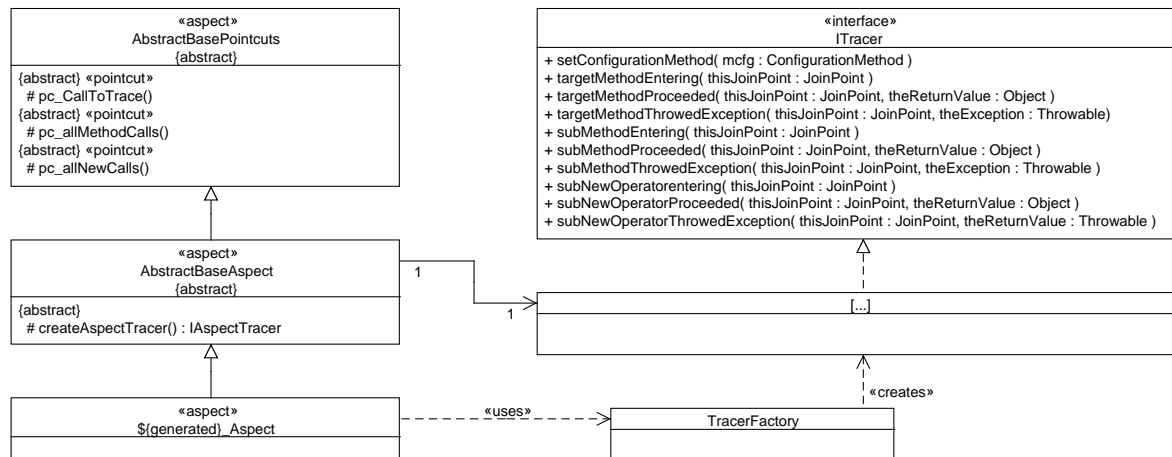 «aspect»
AbstractBasePointcuts
{abstract}
{abstract} «pointcut»
# pc_CallToTrace()
{abstract} «pointcut»
# pc_allMethodCalls()
{abstract} «pointcut»
# pc_allNewCalls()
«interface»
ITracer
+ setConfigurationMethod( mcfg : ConfigurationMethod )
+ targetMethodEntering( thisJoinPoint : JoinPoint )
+ targetMethodProceeded( thisJoinPoint : JoinPoint, theReturnValue : Object )
+ targetMethodThrowedException( thisJoinPoint : JoinPoint, theException : Throwable)
+ subMethodEntering( thisJoinPoint : JoinPoint )
+ subMethodProceeded( thisJoinPoint : JoinPoint, theReturnValue : Object )
+ subMethodThrowedException( thisJoinPoint : JoinPoint, theException : Throwable )
+ subNewOperatorentering( thisJoinPoint : JoinPoint )
+ subNewOperatorProceeded( thisJoinPoint : JoinPoint, theReturnValue : Object )
+ subNewOperatorThrowedException( thisJoinPoint : JoinPoint, theReturnValue : Throwable )
«aspect»
AbstractBaseAspect
{abstract}
{abstract}
# createAspectTracer() : IAspectTracer
1
1
[...]
«aspect»
${generated}_Aspect
«uses»
«creates»
TracerFactory